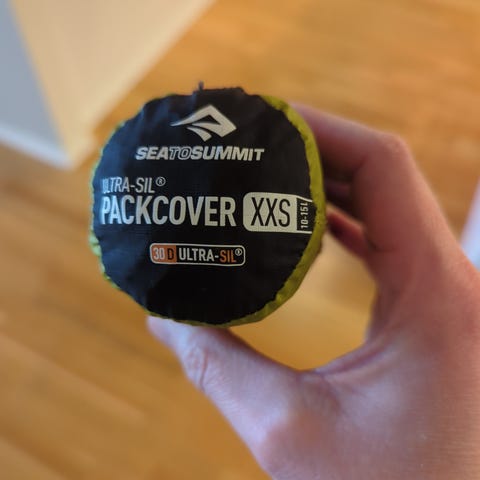 SEATOSUMMIT
ULTRA-SIL®
PACKCOVER XXS 10-15L
30D ULTRA-SIL®